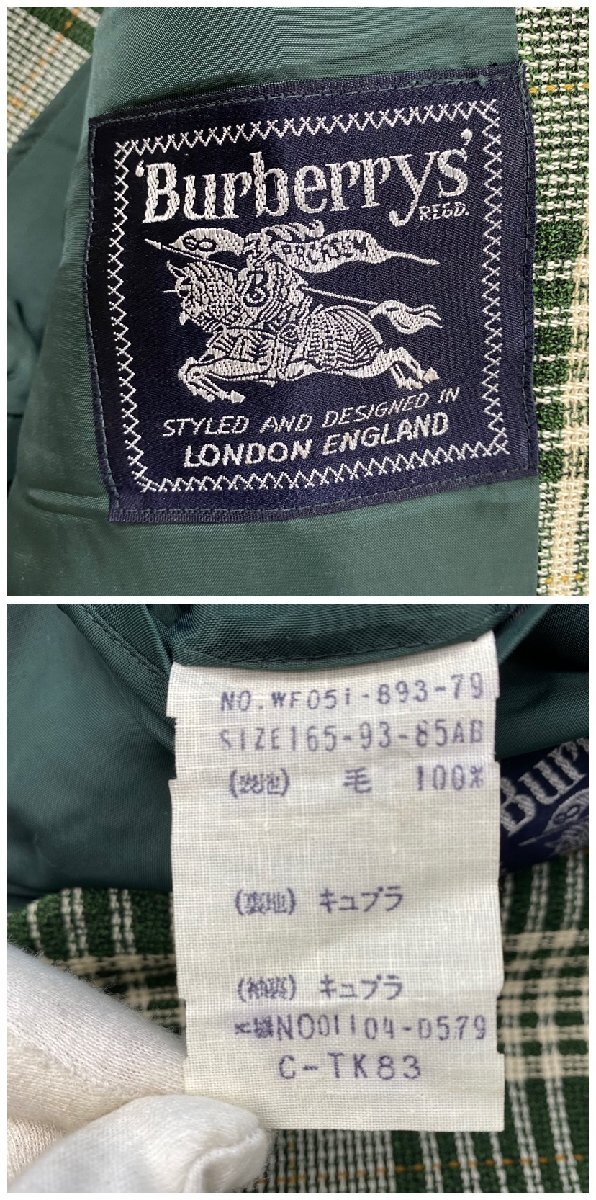 'Burberrys'
REGD.
PRORSUM
B
STYLED AND DESIGNED IN
LONDON ENGLAND
NO.WF051-893-79
SIZE165-93-85AB
(表地) 毛 100%
Bur
(裏地) キュプラ
(袖裏) キュプラ
NO01104-0579
C-TK83